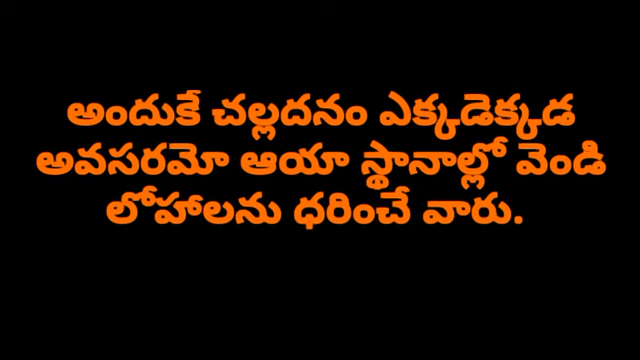 అందుకే చల్లదనం ఎక్కడెక్కడ
అవసరమో ఆయా స్థానాల్లో వెండి
లోహాలను ధరించే వారు.